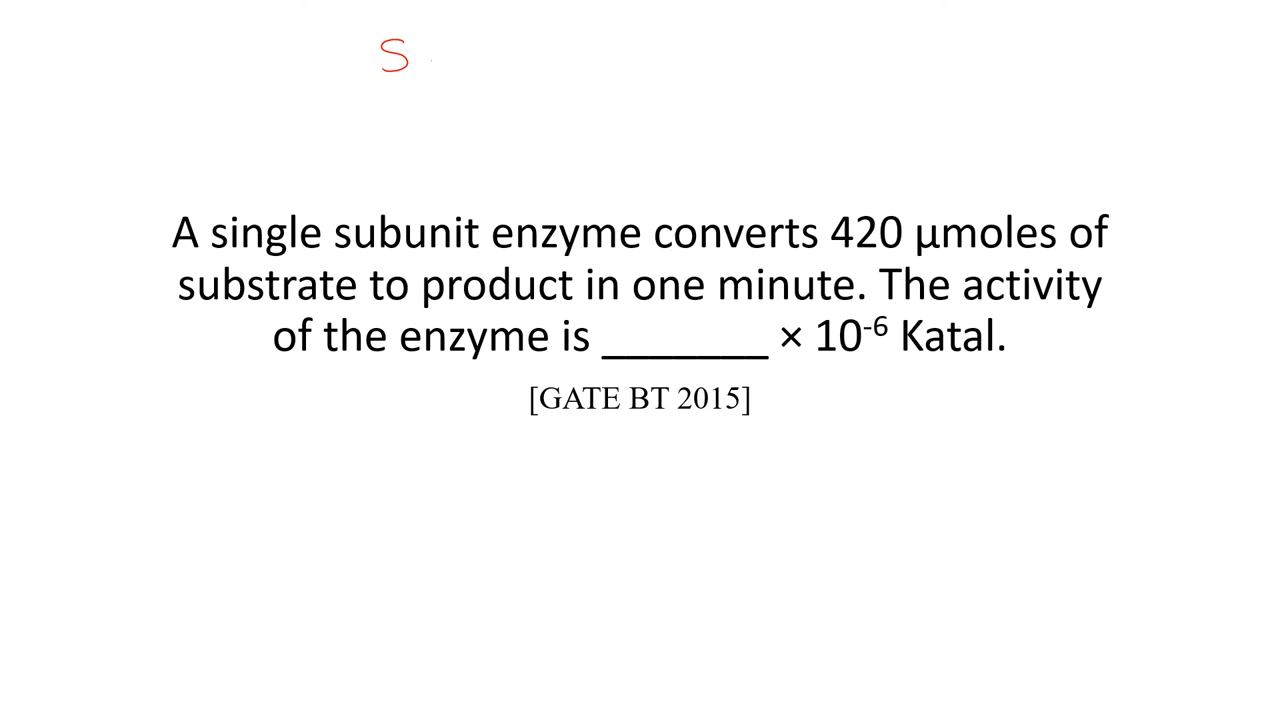 S
A single subunit enzyme converts 420 µmoles of
substrate to product in one minute. The activity
of the enzyme is _______ × 10⁻⁶ Katal.
[GATE BT 2015]